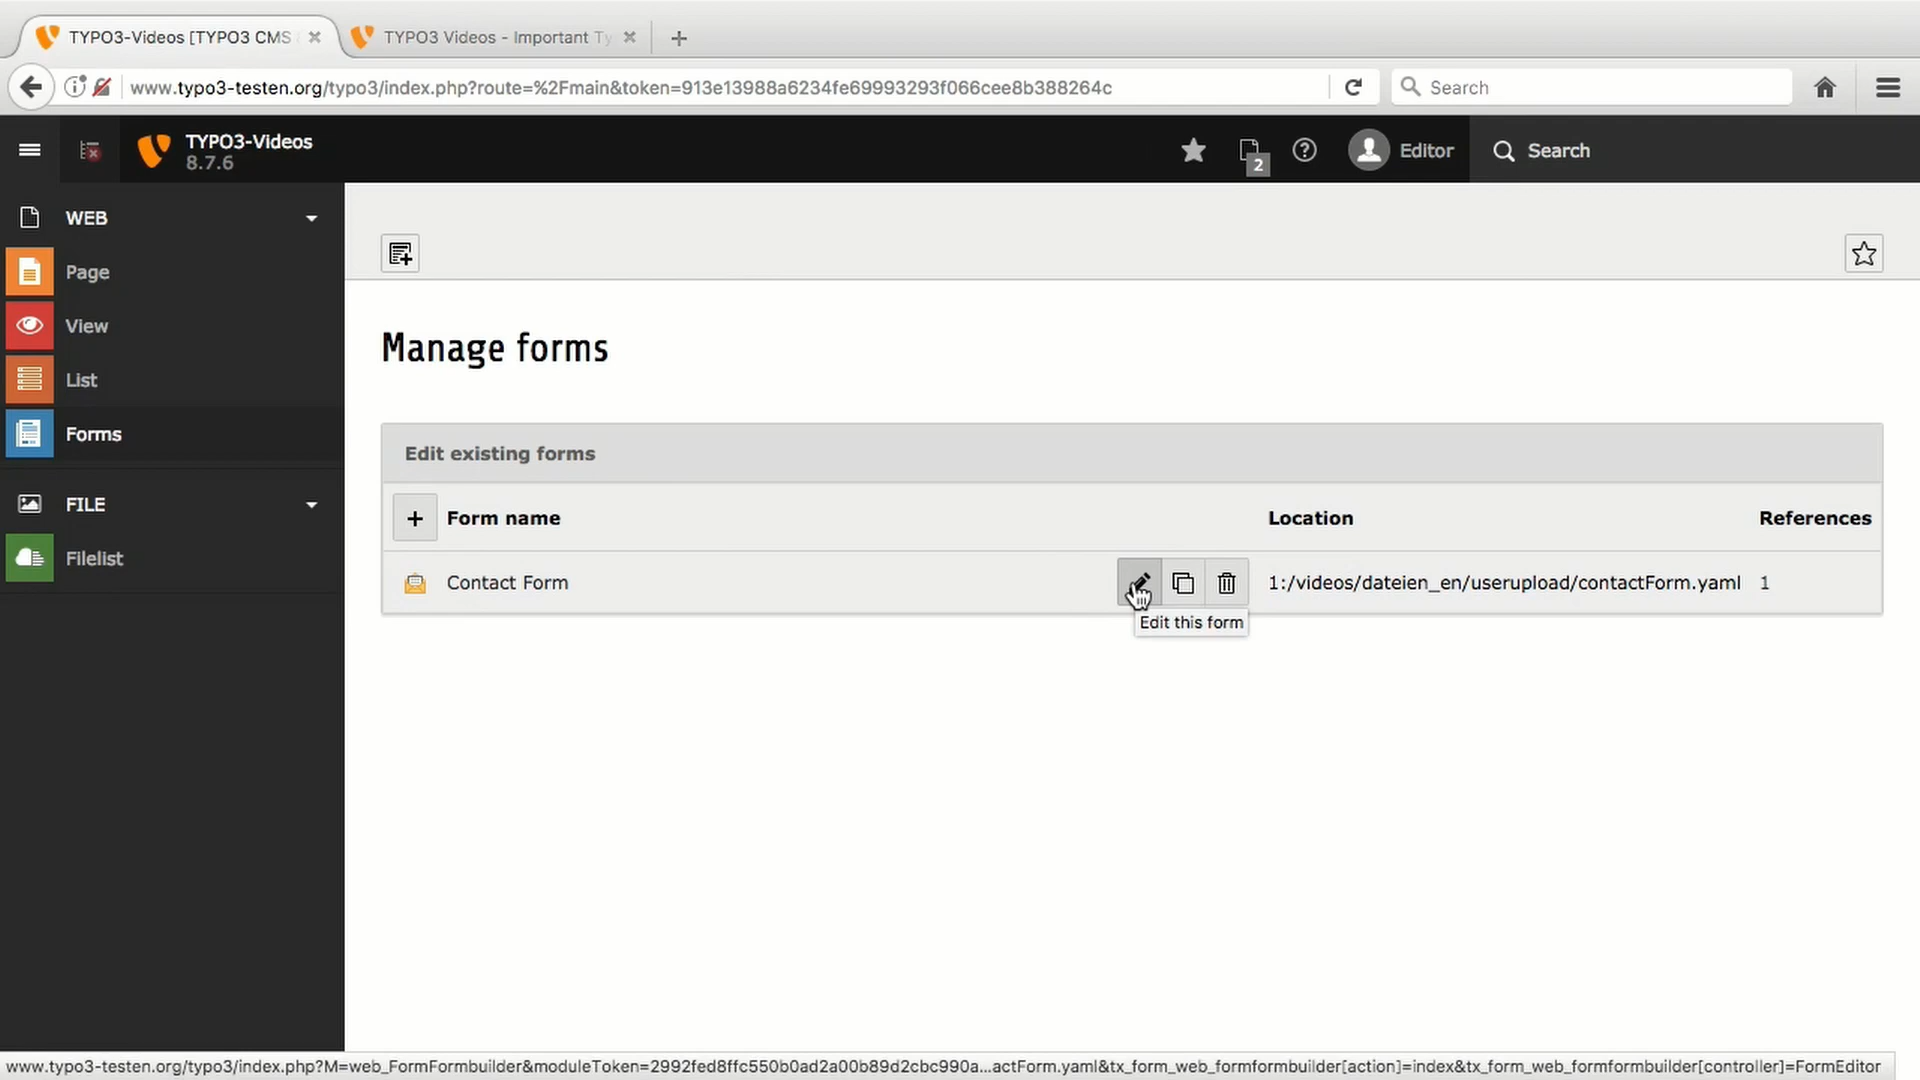 TYPO3-Videos [TYPO3 CMS
TYPO3 Videos - Important Ty
www.typo3-testen.org/typo3/index.php?route=%2Fmain&token=913e13988a6234fe69993293f066cee8b388264c
Search
TYPO3-Videos
8.7.6
2
Editor
Search
WEB
Page
View
List
Forms
FILE
Filelist
Manage forms
Edit existing forms
Form name Location References
Contact Form 1:/videos/dateien_en/userupload/contactForm.yaml 1
Edit this form
www.typo3-testen.org/typo3/index.php?M=web_FormFormbuilder&moduleToken=2992fed8ffc550b0ad2a00b89d2cbc990a...actForm.yaml&tx_form_web_formformbuilder[action]=index&tx_form_web_formformbuilder[controller]=FormEditor